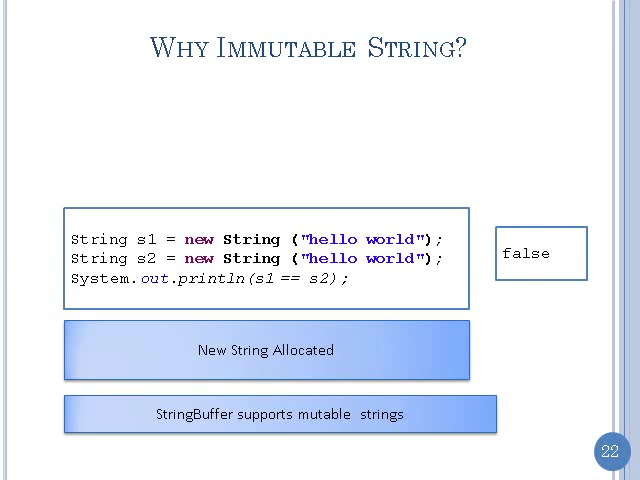 WHY IMMUTABLE STRING?
String s1 = new String ("hello world");
String s2 = new String ("hello world");
System.out.println(s1 == s2);
false
New String Allocated
StringBuffer supports mutable strings
22